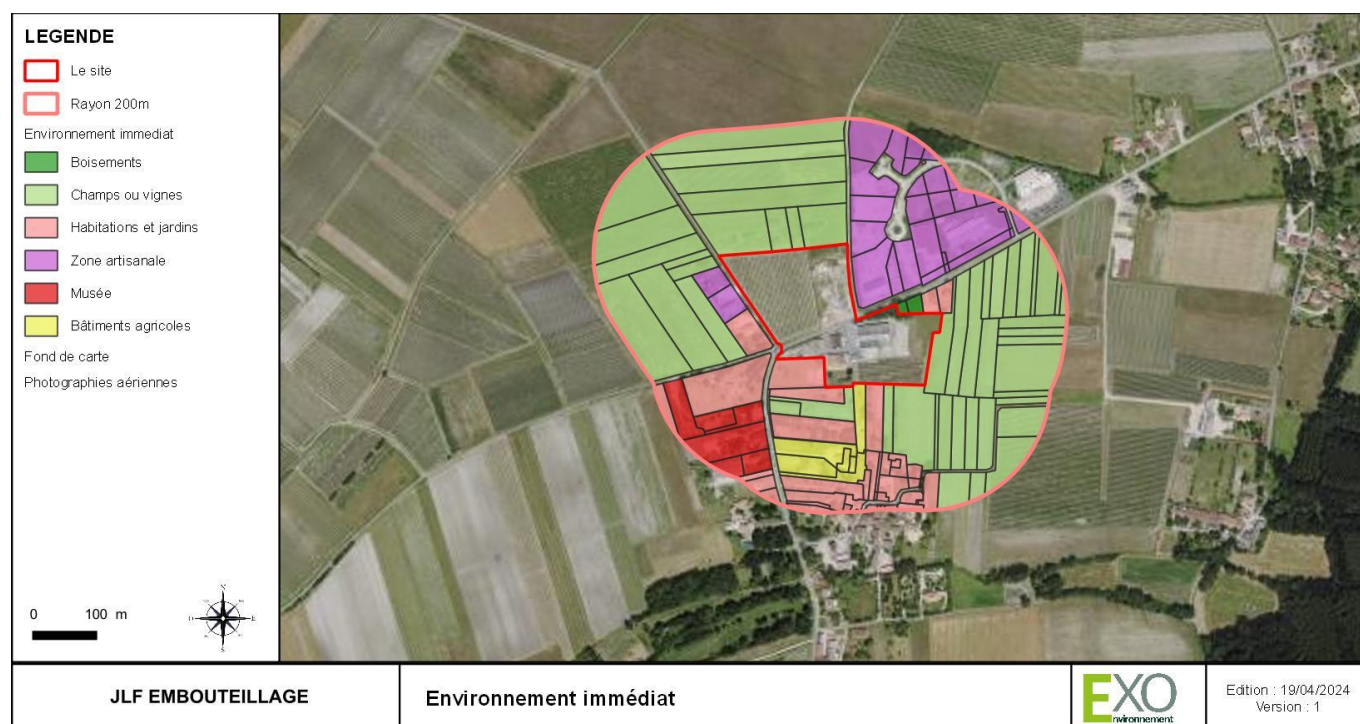 LEGENDE
Le site
Rayon 200m
Environnement immediat
Boisements
Champs ou vignes
Habitations et jardins
Zone artisanale
Musée
Bâtiments agricoles
Fond de carte
Photographies aériennes
0 100 m
N
O E
S
JLF EMBOUTEILLAGE
Environnement immédiat
EXO
nvironnement
Edition : 19/04/2024
Version : 1